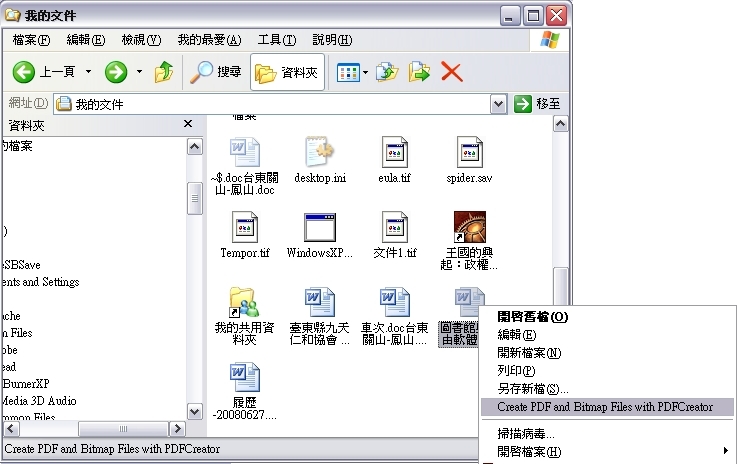 我的文件
檔案(F) 編輯(E) 檢視(V) 我的最愛(A) 工具(T) 說明(H)
上一頁 搜尋 資料夾
網址(D) 我的文件 移至
資料夾
的檔案
)
eSBSave
ents and Settings
ache
m Files
obe
ead
BurnerXP
Media 3D Audio
mmon Files
檔案
~$.doc台東關
山-鳳山.doc
desktop.ini
eula.tif
spider.sav
Tempor.tif
WindowsXP...
文件1.tif
王國的興
起：政權...
我的共用資
料夾
臺東縣九天
仁和協會 ...
車次.doc台東
關山-鳳山....
圖書館
由軟體
履歷
-20080627....
開啓舊檔(O)
編輯(E)
開新檔案(N)
列印(P)
另存新檔(S)...
Create PDF and Bitmap Files with PDFCreator
掃描病毒...
開啓檔案(H)
Create PDF and Bitmap Files with PDFCreator